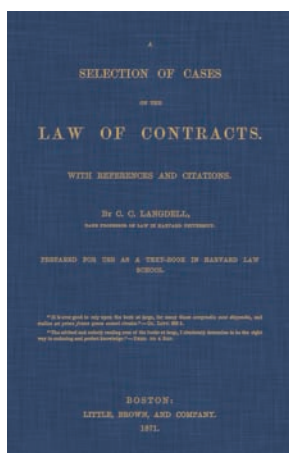 A
SELECTION OF CASES
ON THE
LAW OF CONTRACTS.
WITH REFERENCES AND CITATIONS.
By C. C. LANGDELL,
DANE PROFESSOR OF LAW IN HARVARD UNIVERSITY.
PREPARED FOR USE AS A TEXT-BOOK IN HARVARD LAW
SCHOOL.
BOSTON:
LITTLE, BROWN, AND COMPANY.
1871.